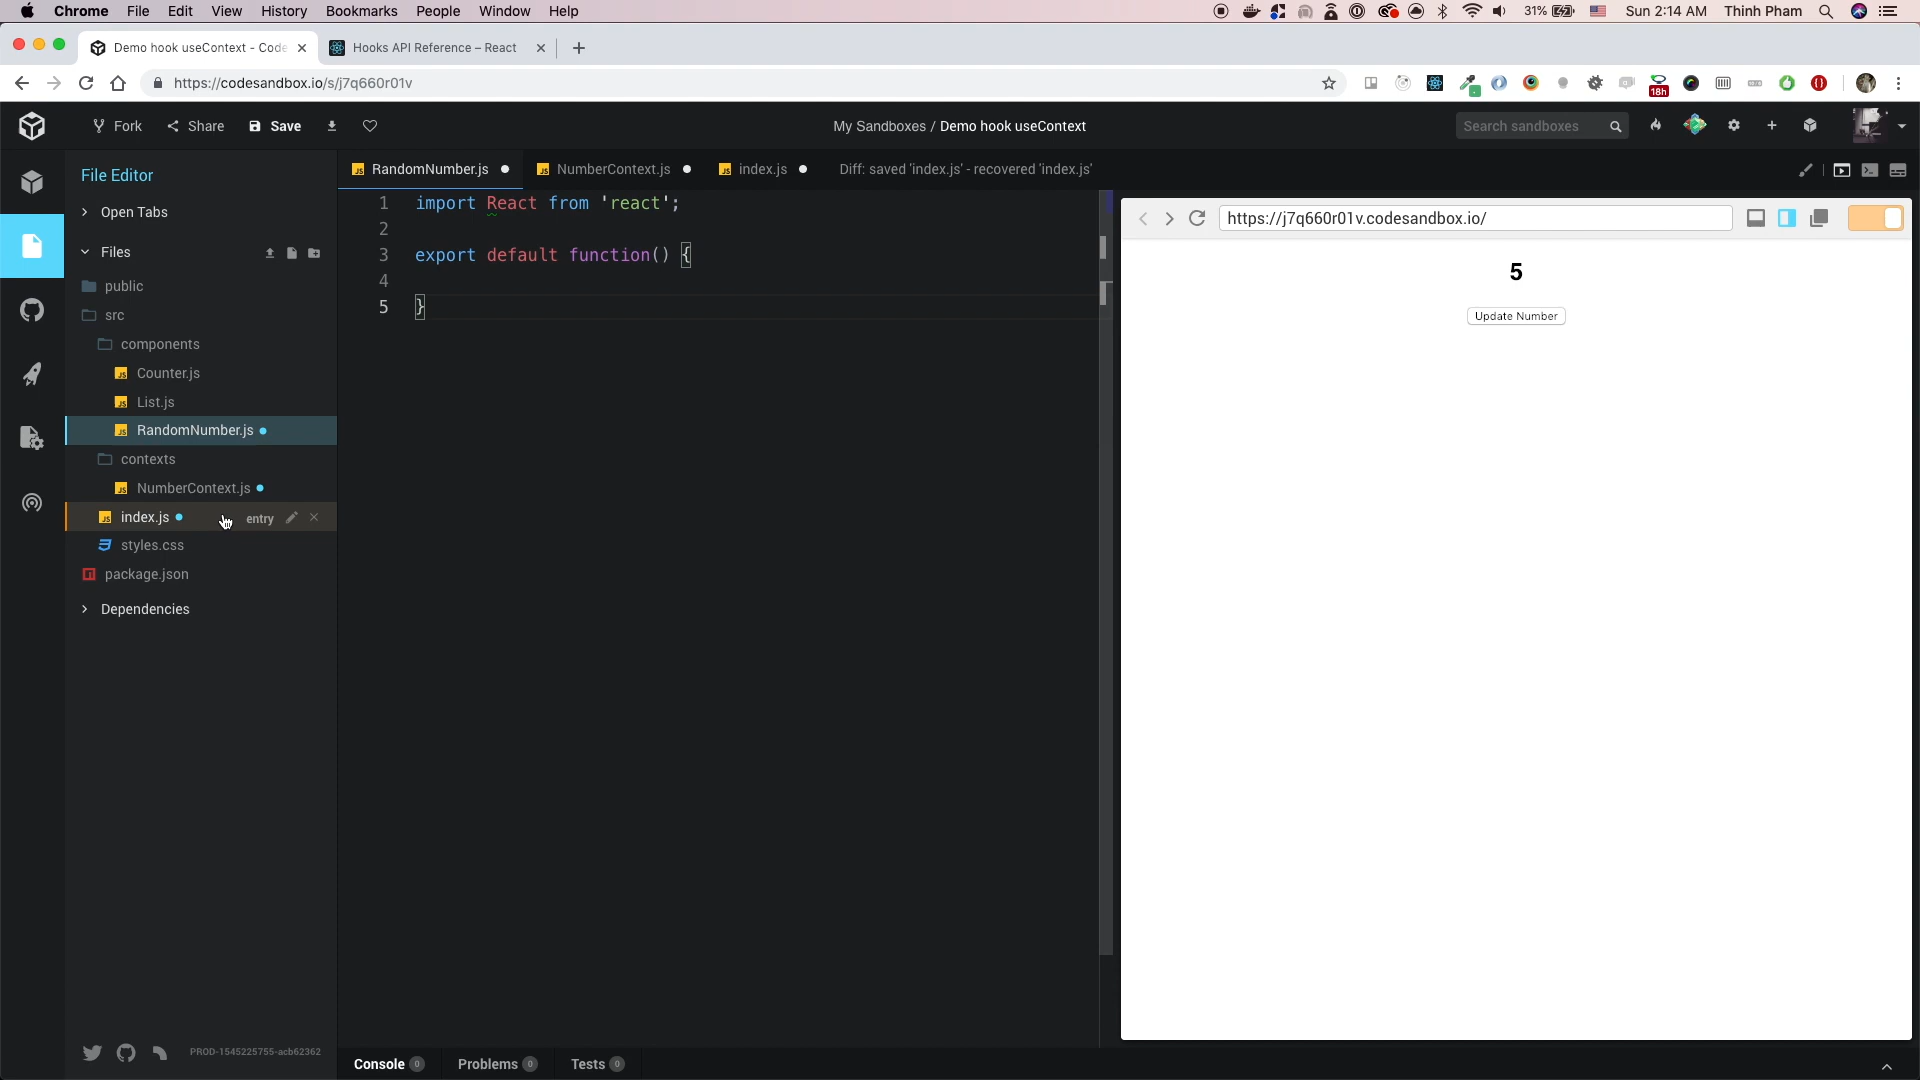 Chrome File Edit View History Bookmarks People Window Help
31% Sun 2:14 AM Thinh Pham
Demo hook useContext - Code
Hooks API Reference – React
https://codesandbox.io/s/j7q660r01v
18h
Fork Share Save
My Sandboxes / Demo hook useContext
Search sandboxes
File Editor
Open Tabs
Files
public
src
components
Counter.js
List.js
RandomNumber.js
contexts
NumberContext.js
index.js entry
styles.css
package.json
Dependencies
PROD-1545225755-acb62362
RandomNumber.js NumberContext.js index.js Diff: saved 'index.js' - recovered 'index.js'
1 import React from 'react';
2
3 export default function() {
4
5 }
https://j7q660r01v.codesandbox.io/
5
Update Number
Console 0 Problems 0 Tests 0